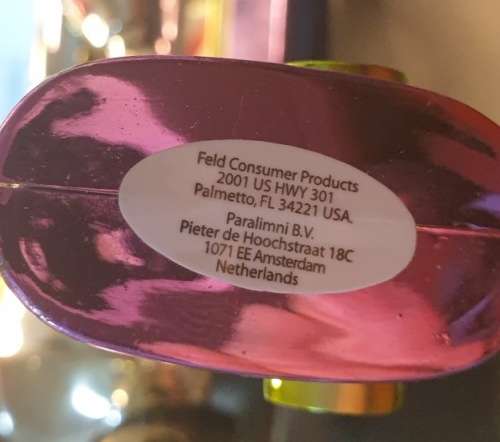 Feld Consumer Products
2001 US HWY 301
Palmetto, FL 34221 USA.
Paralimni B.V.
Pieter de Hoochstraat 18C
1071 EE Amsterdam
Netherlands